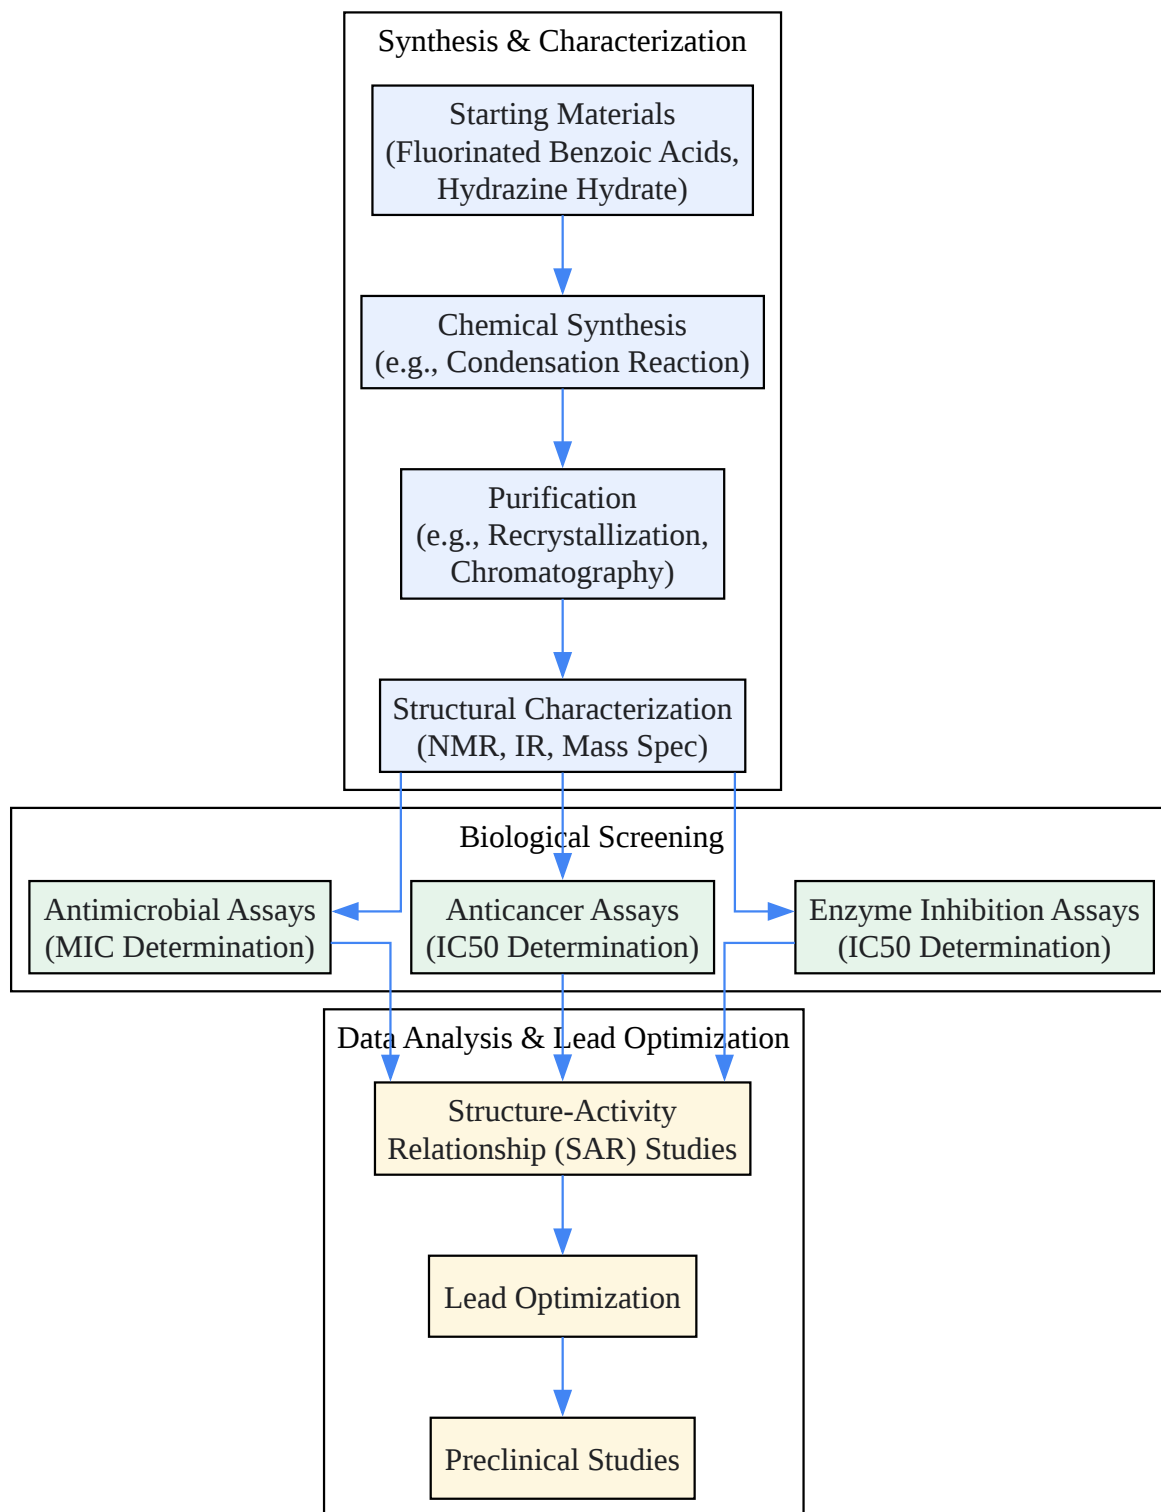 Synthesis & Characterization
Starting Materials
(Fluorinated Benzoic Acids,
Hydrazine Hydrate)
Chemical Synthesis
(e.g., Condensation Reaction)
Purification
(e.g., Recrystallization,
Chromatography)
Structural Characterization
(NMR, IR, Mass Spec)
Biological Screening
Antimicrobial Assays
(MIC Determination)
Anticancer Assays
(IC50 Determination)
Enzyme Inhibition Assays
(IC50 Determination)
Data Analysis & Lead Optimization
Structure-Activity
Relationship (SAR) Studies
Lead Optimization
Preclinical Studies